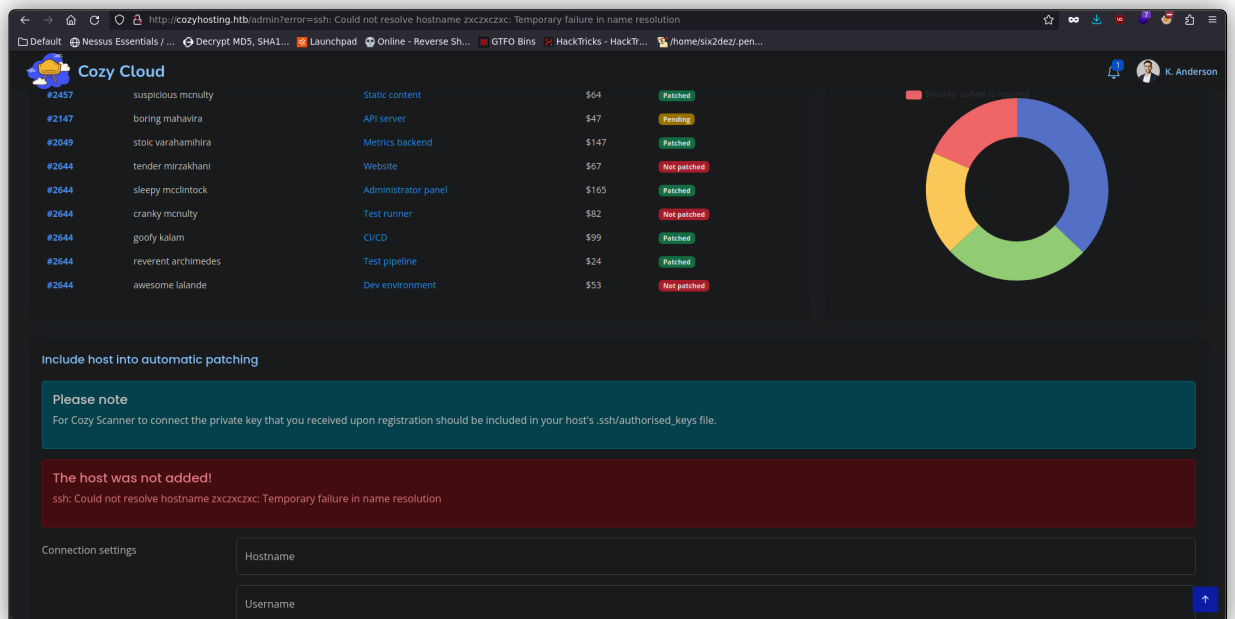 http://cozyhosting.htb/admin?error=ssh: Could not resolve hostname zxczxczxc: Temporary failure in name resolution
7
Default Nessus Essentials / ... Decrypt MD5, SHA1... Launchpad Online - Reverse Sh... GTFO Bins HackTricks - HackTr... /home/six2dez/.pen...
Cozy Cloud
1
K. Anderson
#2457 suspicious mcnulty Static content $64 Patched
Security update is required
#2147 boring mahavira API server $47 Pending
#2049 stoic varahamihira Metrics backend $147 Patched
#2644 tender mirzakhani Website $67 Not patched
#2644 sleepy mcclintock Administrator panel $165 Patched
#2644 cranky mcnulty Test runner $82 Not patched
#2644 goofy kalam CI/CD $99 Patched
#2644 reverent archimedes Test pipeline $24 Patched
#2644 awesome lalande Dev environment $53 Not patched
Include host into automatic patching
Please note
For Cozy Scanner to connect the private key that you received upon registration should be included in your host's .ssh/authorised_keys file.
The host was not added!
ssh: Could not resolve hostname zxczxczxc: Temporary failure in name resolution
Connection settings
Hostname
Username